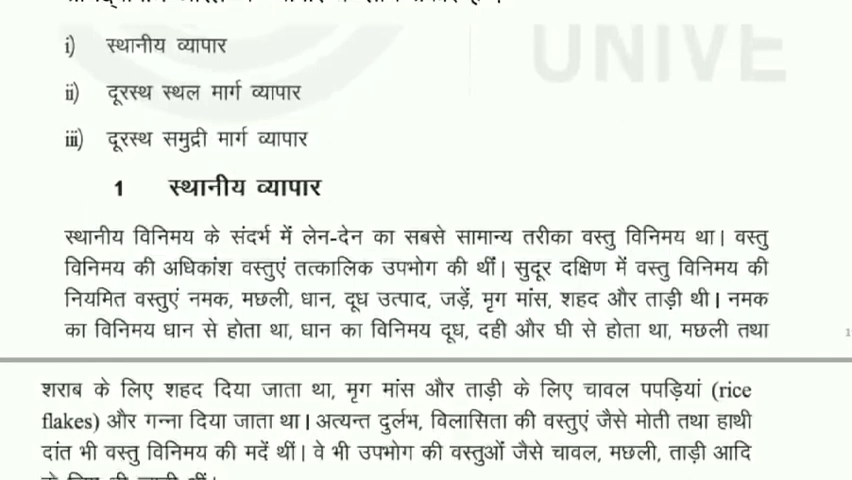 i) स्थानीय व्यापार
UNIVE
ii) दूरस्थ स्थल मार्ग व्यापार
iii) दूरस्थ समुद्री मार्ग व्यापार
1 स्थानीय व्यापार
स्थानीय विनिमय के संदर्भ में लेन-देन का सबसे सामान्य तरीका वस्तु विनिमय था। वस्तु
विनिमय की अधिकांश वस्तुएं तत्कालिक उपभोग की थीं। सुदूर दक्षिण में वस्तु विनिमय की
नियमित वस्तुएं नमक, मछली, धान, दूध उत्पाद, जड़ें, मृग मांस, शहद और ताड़ी थी। नमक
का विनिमय धान से होता था, धान का विनिमय दूध, दही और घी से होता था, मछली तथा
शराब के लिए शहद दिया जाता था, मृग मांस और ताड़ी के लिए चावल पपड़ियां (rice
flakes) और गन्ना दिया जाता था। अत्यन्त दुर्लभ, विलासिता की वस्तुएं जैसे मोती तथा हाथी
दांत भी वस्तु विनिमय की मदें थीं। वे भी उपभोग की वस्तुओं जैसे चावल, मछली, ताड़ी आदि